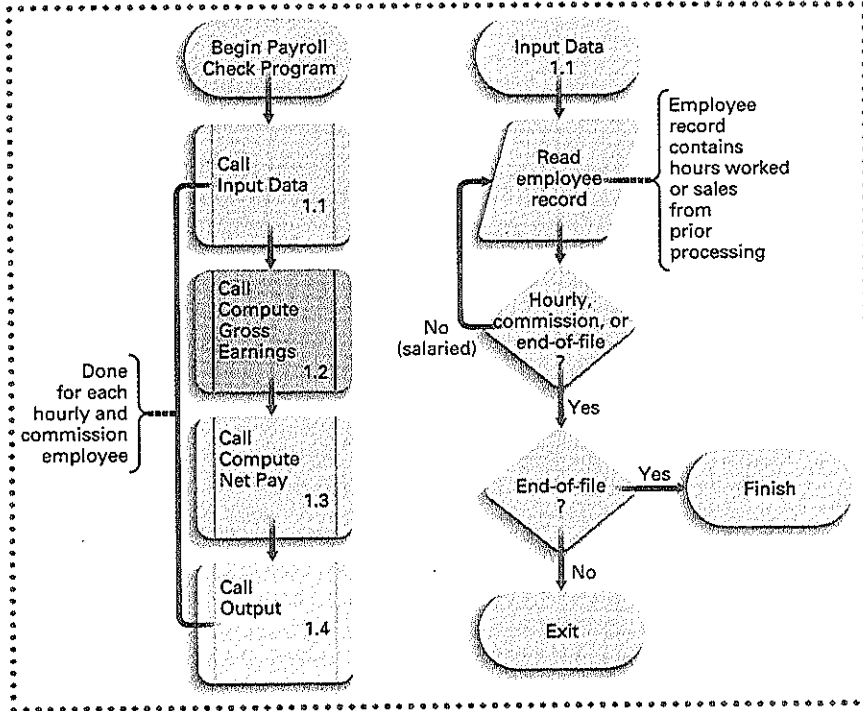 Begin Payroll
Check Program
Call
Input Data
1.1
Call
Compute
Gross
Earnings
1.2
Done
for each
hourly and
commission
employee
Call
Compute
Net Pay
1.3
Call
Output
1.4
Input Data
1.1
Read
employee
record
Employee
record
contains
hours worked
or sales
from
prior
processing
Hourly,
commission, or
end-of-file
?
No
(salaried)
Yes
End-of-file
?
Yes
Finish
No
Exit